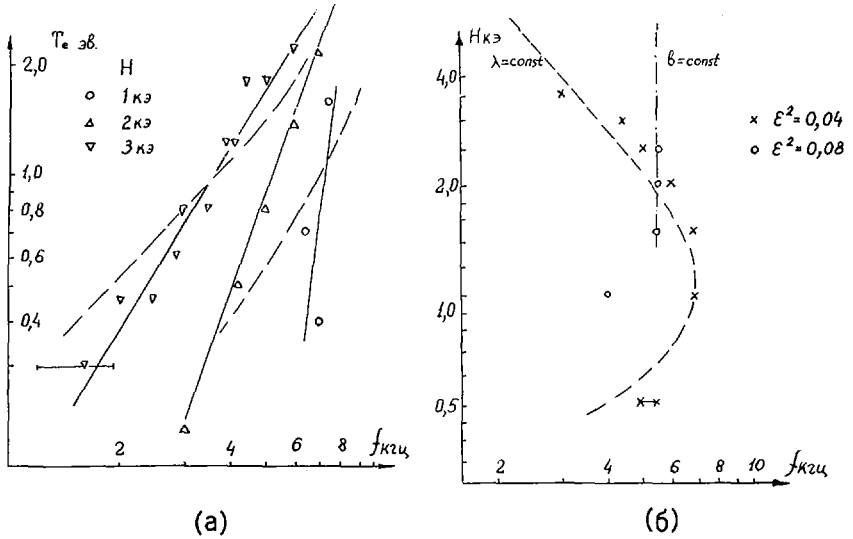 Tₑ эв.
H
○ 1 кэ
△ 2 кэ
▽ 3 кэ
2,0
1,0
0,8
0,6
0,4
2
4
6
8
fкгц
(а)
Hкэ
λ=const
в=const
× ε²=0,04
○ ε²=0,08
4,0
2,0
1,0
0,5
2
4
6
8
10
fкгц
(б)